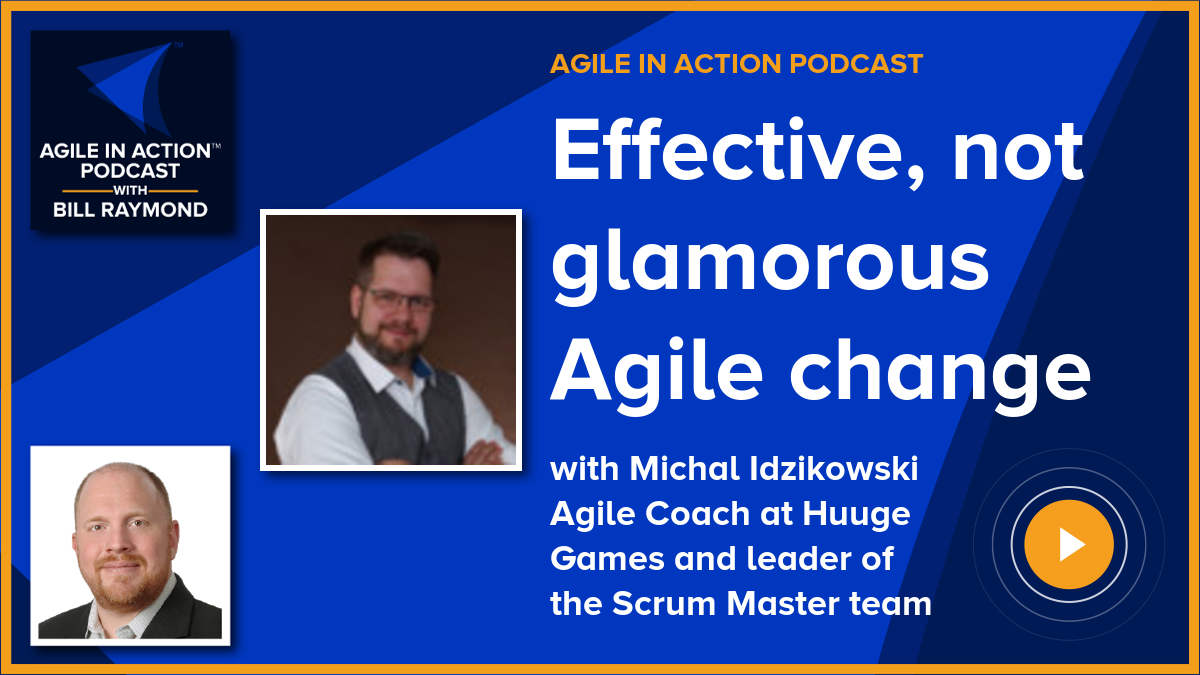 AGILE IN ACTION™
PODCAST
WITH
BILL RAYMOND
AGILE IN ACTION PODCAST
Effective, not
glamorous
Agile change
with Michal Idzikowski
Agile Coach at Huuge
Games and leader of
the Scrum Master team